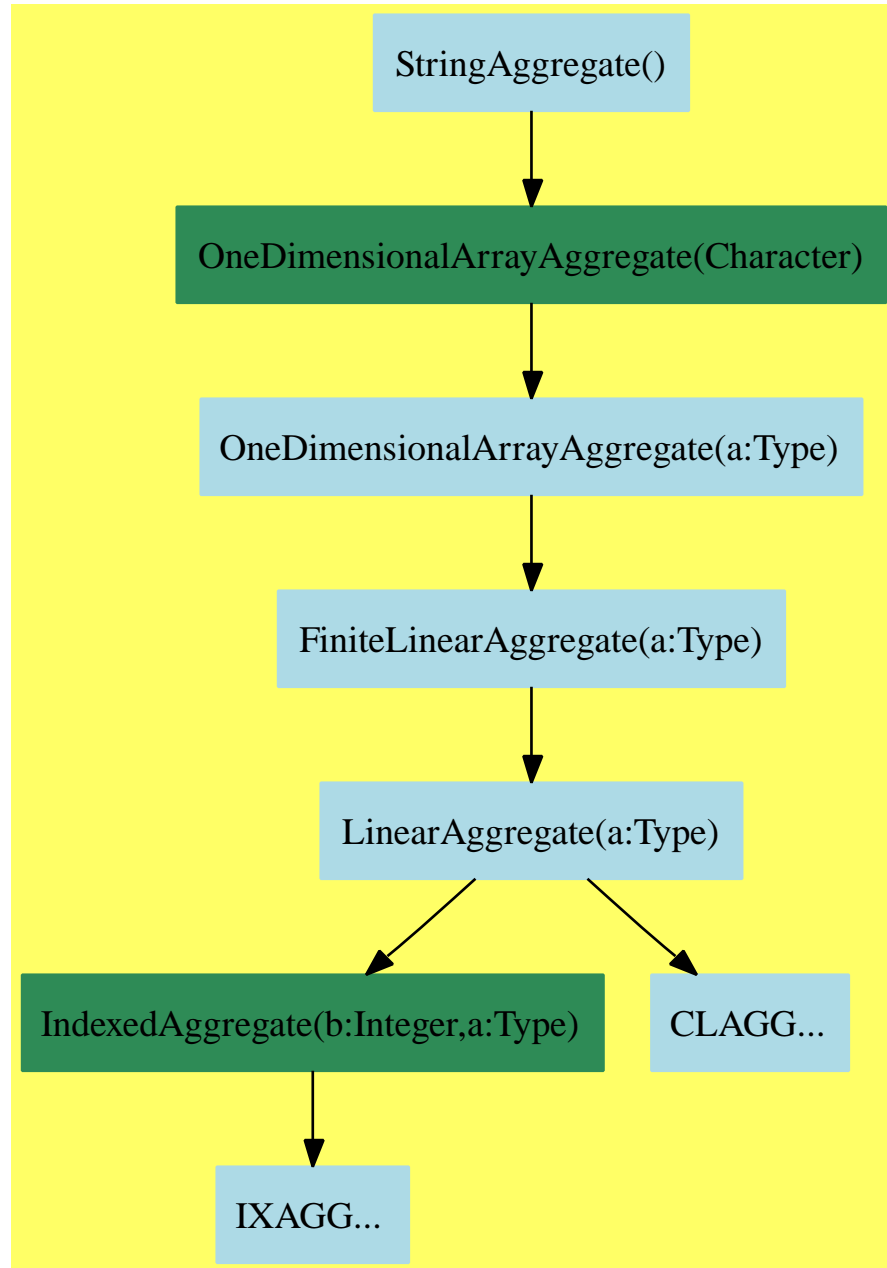 StringAggregate()
OneDimensionalArrayAggregate(Character)
OneDimensionalArrayAggregate(a:Type)
FiniteLinearAggregate(a:Type)
LinearAggregate(a:Type)
IndexedAggregate(b:Integer,a:Type)
CLAGG...
IXAGG...